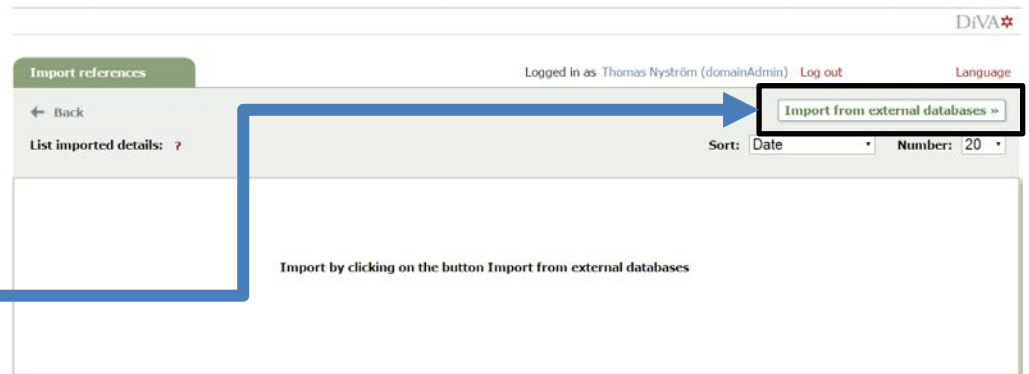 DiVA
Import references
Logged in as Thomas Nyström (domainAdmin) Log out Language
← Back
Import from external databases »
List imported details: ? Sort: Date Number: 20
Import by clicking on the button Import from external databases